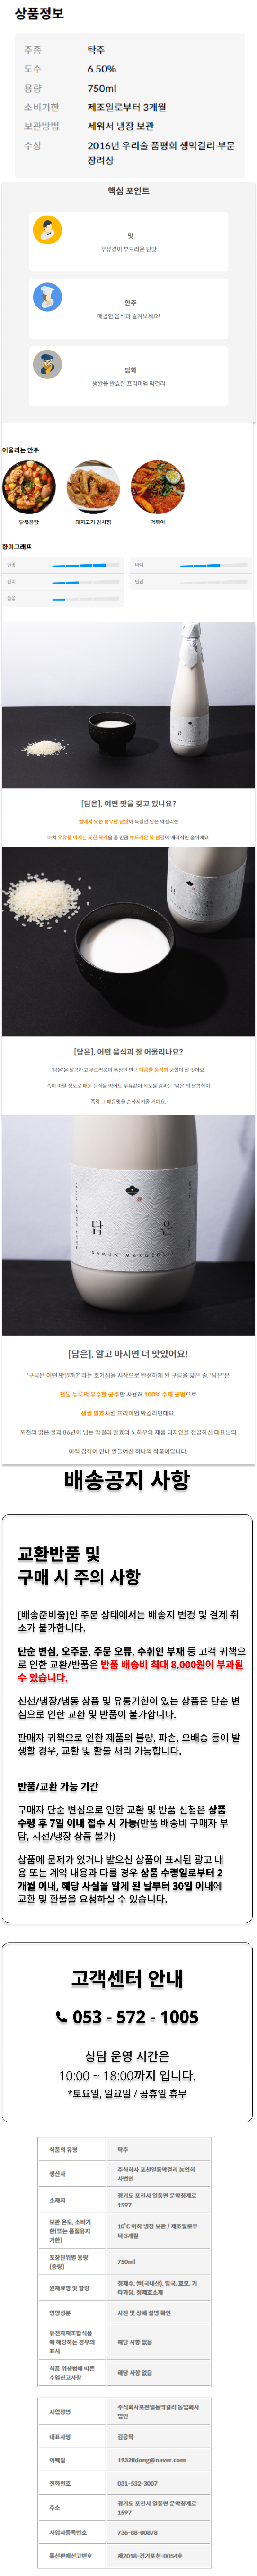 상품정보
주종 탁주
도수 6.50%
용량 750ml
소비기한 제조일로부터 3개월
보관방법 세워서 냉장 보관
수상 2016년 우리술 품평회 생막걸리 부문
장려상
핵심 포인트
맛
우유같이 부드러운 단맛
안주
매콤한 음식과 즐겨보세요!
담화
생쌀을 발효한 프리미엄 막걸리
어울리는 안주
닭볶음탕 돼지고기 김치찜 떡볶이
향미그래프
단맛 바디
산미 탄산
담은
DAMUN MAKGEOLLI
[담은], 어떤 맛을 갖고 있나요?
쌀에서 오는 풍부한 단맛이 특징인 담은 막걸리는
마치 우유를 마시는 듯한 착각을 줄 만큼 부드러운 목 넘김이 매력적인 술이에요.
[담은], 어떤 음식과 잘 어울리나요?
'담은'은 달콤하고 부드러움이 특징인 만큼 매콤한 음식과 궁합이 잘 맞아요.
속이 아릴 정도로 매운 음식을 먹어도 우유같이 식도을 감싸는 '담은'의 달콤함이
즉각 그 매운맛을 순화시켜줄 거예요.
담 은
DAMUN MAKGEOLLI
[담은], 알고 마시면 더 맛있어요!
'구름은 어떤 맛일까?' 라는 호기심을 시작으로 탄생하게 된 구름을 닮은 술, '담은'은
전통 누룩의 우수한 균주만 사용해 100% 수제 공법으로
생쌀 발효시킨 프리미엄 막걸리인데요.
포천의 맑은 물과 86년이 넘는 막걸리 발효의 노하우와 제품 디자인을 전공하신 대표님의
미적 감각이 만나 만들어진 하나의 작품이랍니다.
배송공지 사항
교환반품 및
구매 시 주의 사항
[배송준비중]인 주문 상태에서는 배송지 변경 및 결제 취
소가 불가합니다.
단순 변심, 오주문, 주문 오류, 수취인 부재 등 고객 귀책으
로 인한 교환/반품은 반품 배송비 최대 8,000원이 부과될
수 있습니다.
신선/냉장/냉동 상품 및 유통기한이 있는 상품은 단순 변
심으로 인한 교환 및 반품이 불가합니다.
판매자 귀책으로 인한 제품의 불량, 파손, 오배송 등이 발
생할 경우, 교환 및 환불 처리 가능합니다.
반품/교환 가능 기간
구매자 단순 변심으로 인한 교환 및 반품 신청은 상품
수령 후 7일 이내 접수 시 가능(반품 배송비 구매자 부
담, 시선/냉장 상품 불가)
상품에 문제가 있거나 받으신 상품이 표시된 광고 내
용 또는 계약 내용과 다를 경우 상품 수령일로부터 2
개월 이내, 해당 사실을 알게 된 날부터 30일 이내에
교환 및 환불을 요청하실 수 있습니다.
고객센터 안내
053 - 572 - 1005
상담 운영 시간은
10:00 ~ 18:00까지 입니다.
*토요일, 일요일 / 공휴일 휴무
식품의 유형 탁주
생산자 주식회사 포천일동막걸리 농업회
사법인
소재지 경기도 포천시 일동면 운악청계로
1597
보관 온도, 소비기
한(또는 품질유지
기한) 10˚C 이하 냉장 보관 / 제조일로부
터 3개월
포장단위별 용량
(중량) 750ml
원재료명 및 함량 정제수, 쌀(국내산), 입국, 효모, 기
타과당, 정제효소제
영양성분 사진 및 상세 설명 확인
유전자재조합식품
에 해당하는 경우의
표시 해당 사항 없음
식품 위생법에 따른
수입신고사항 해당 사항 없음
사업장명 주식회사포천일동막걸리 농업회사
법인
대표자명 김응탁
이메일 1932ildong@naver.com
전화번호 031-532-3007
주소 경기도 포천시 일동면 운악청계로
1597
사업자등록번호 736-88-00878
통신판매신고번호 제2018-경기포천-0054호